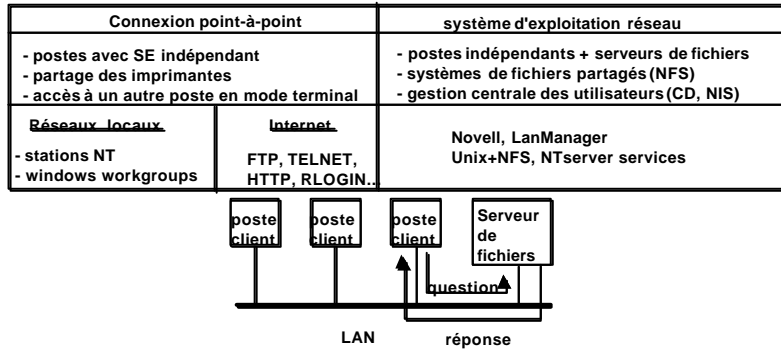 Connexion point-à-point
- postes avec SE indépendant
- partage des imprimantes
- accès à un autre poste en mode terminal
système d'exploitation réseau
- postes indépendants + serveurs de fichiers
- systèmes de fichiers partagés (NFS)
- gestion centrale des utilisateurs (CD, NIS)
Réseaux locaux
- stations NT
- windows workgroups
Internet
FTP, TELNET,
HTTP, RLOGIN...
Novell, LanManager
Unix+NFS, NTserver services
poste
client
poste
client
poste
client
Serveur
de
fichiers
question
LAN
réponse